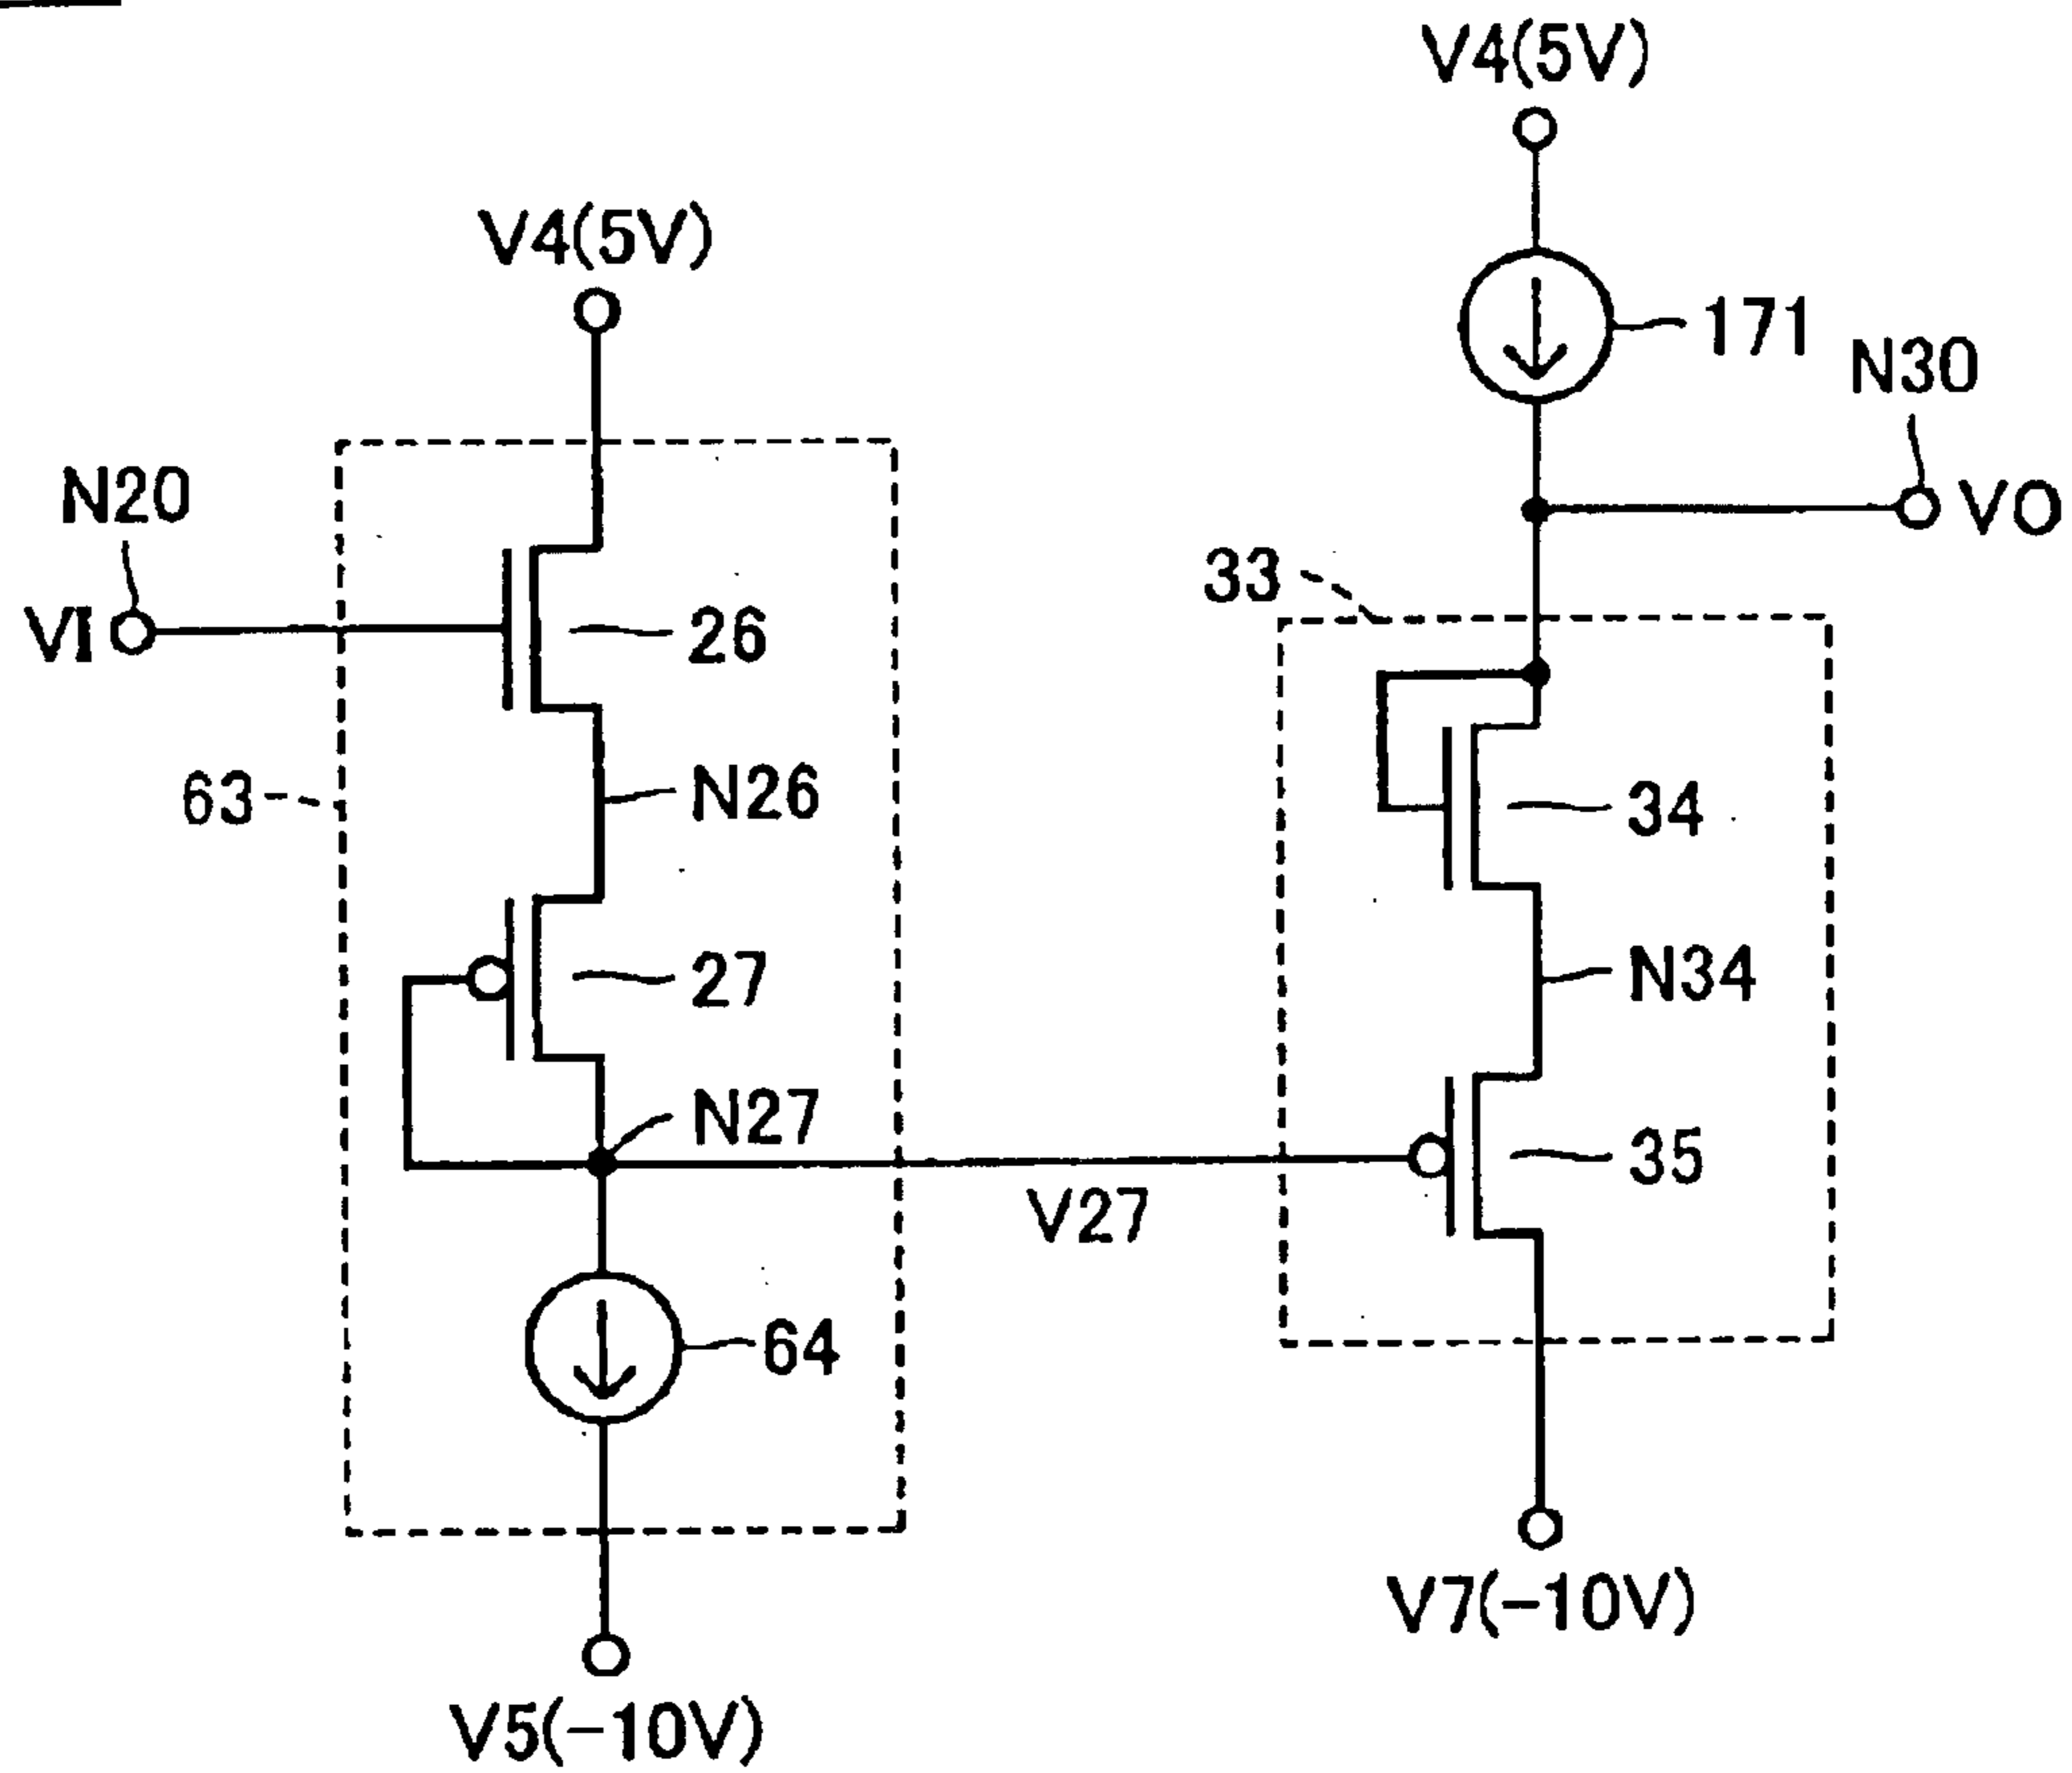 V4(5V)
171
N30
VO
V4(5V)
N20
VI
26
33
34
63
N26
27
N34
N27
35
V27
64
V7(-10V)
V5(-10V)